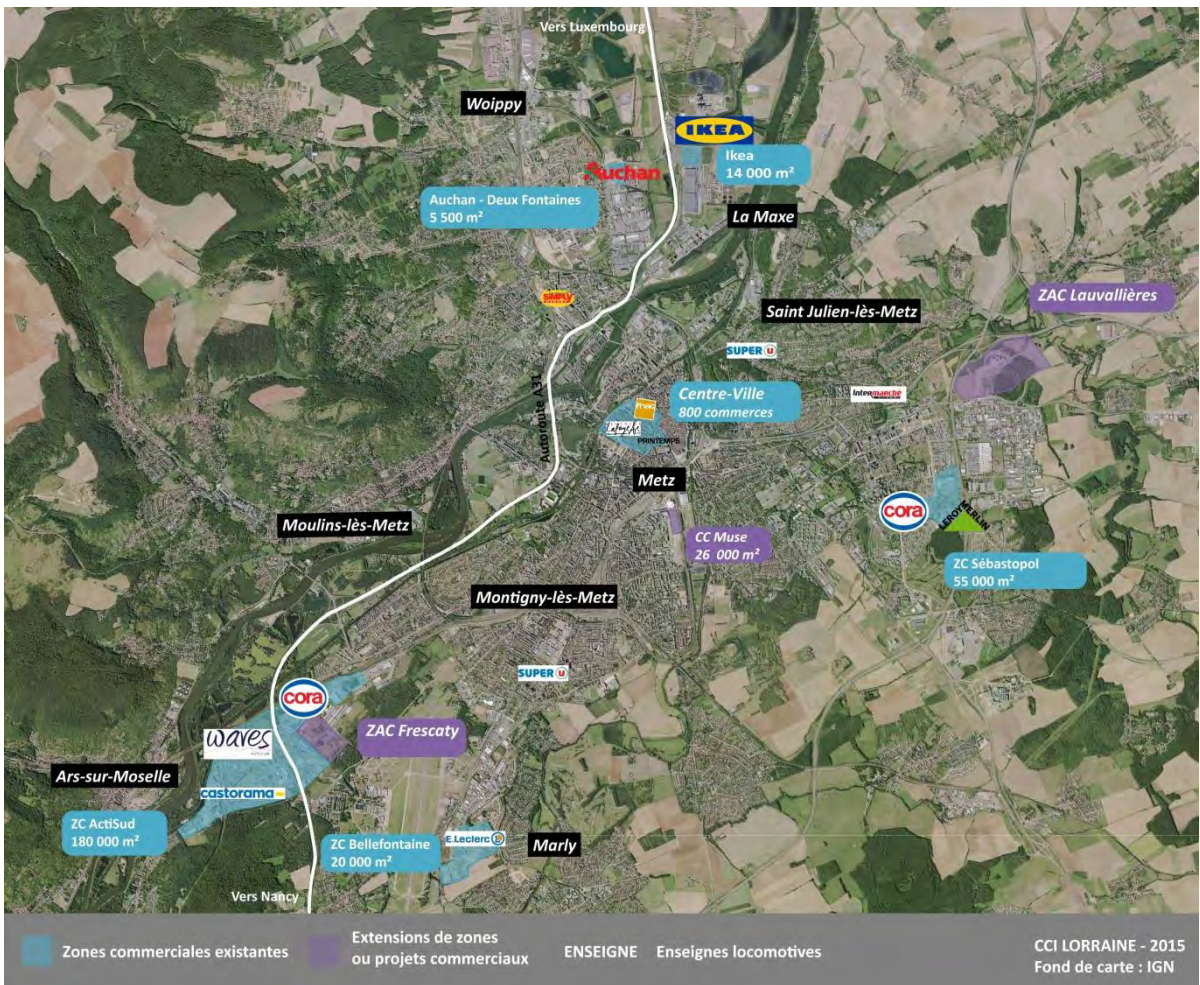 Vers Luxembourg
Woippy
IKEA
Ikea
14 000 m²
Auchan
Auchan - Deux Fontaines
5 500 m²
La Maxe
SIMPLY
Saint Julien-lès-Metz
ZAC Lauvallières
SUPER U
Autoroute A31
Centre-Ville
800 commerces
fnac
PRINTEMPS
Intermarché
Metz
Moulins-lès-Metz
cora
LEROY MERLIN
CC Muse
26 000 m²
ZC Sébastopol
55 000 m²
Montigny-lès-Metz
SUPER U
cora
waves
ZAC Frescaty
Ars-sur-Moselle
castorama
ZC ActiSud
180 000 m²
E.Leclerc L
Marly
ZC Bellefontaine
20 000 m²
Vers Nancy
Zones commerciales existantes
Extensions de zones
ou projets commerciaux
ENSEIGNE Enseignes locomotives
CCI LORRAINE - 2015
Fond de carte : IGN